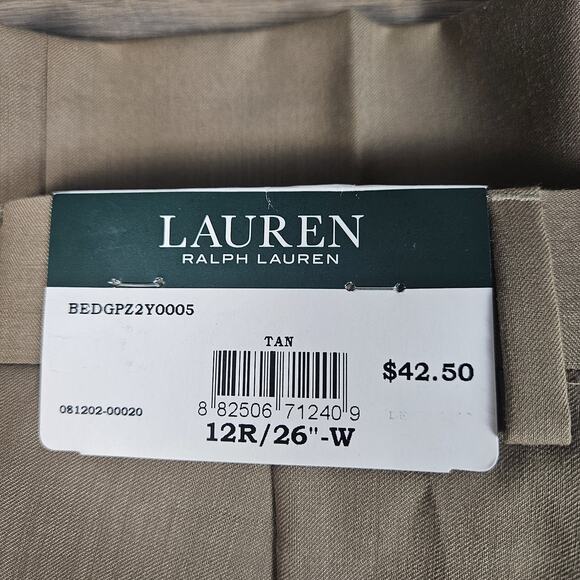 LAUREN
RALPH LAUREN
BEDGPZ2Y0005
TAN
$42.50
081202-00020
8 82506 71240 9
12R/26"-W